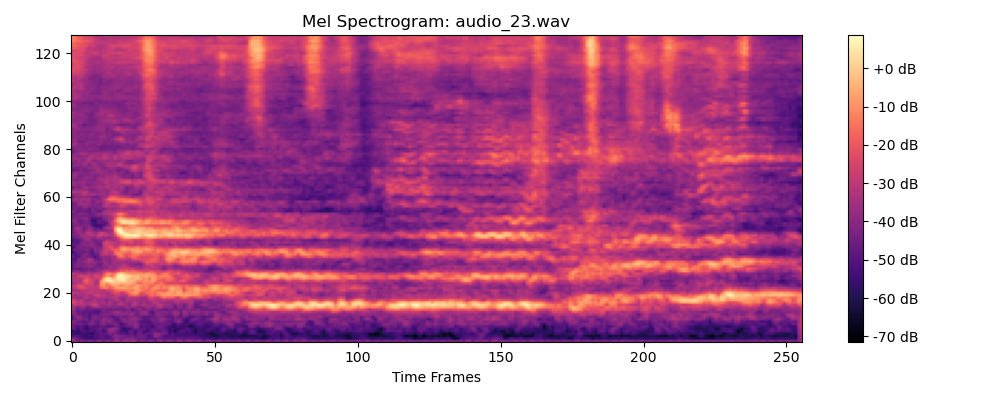 Mel Spectrogram: audio_23.wav
Mel Filter Channels
120
100
80
60
40
20
0
0 50 100 150 200 250
Time Frames
+0 dB
-10 dB
-20 dB
-30 dB
-40 dB
-50 dB
-60 dB
-70 dB